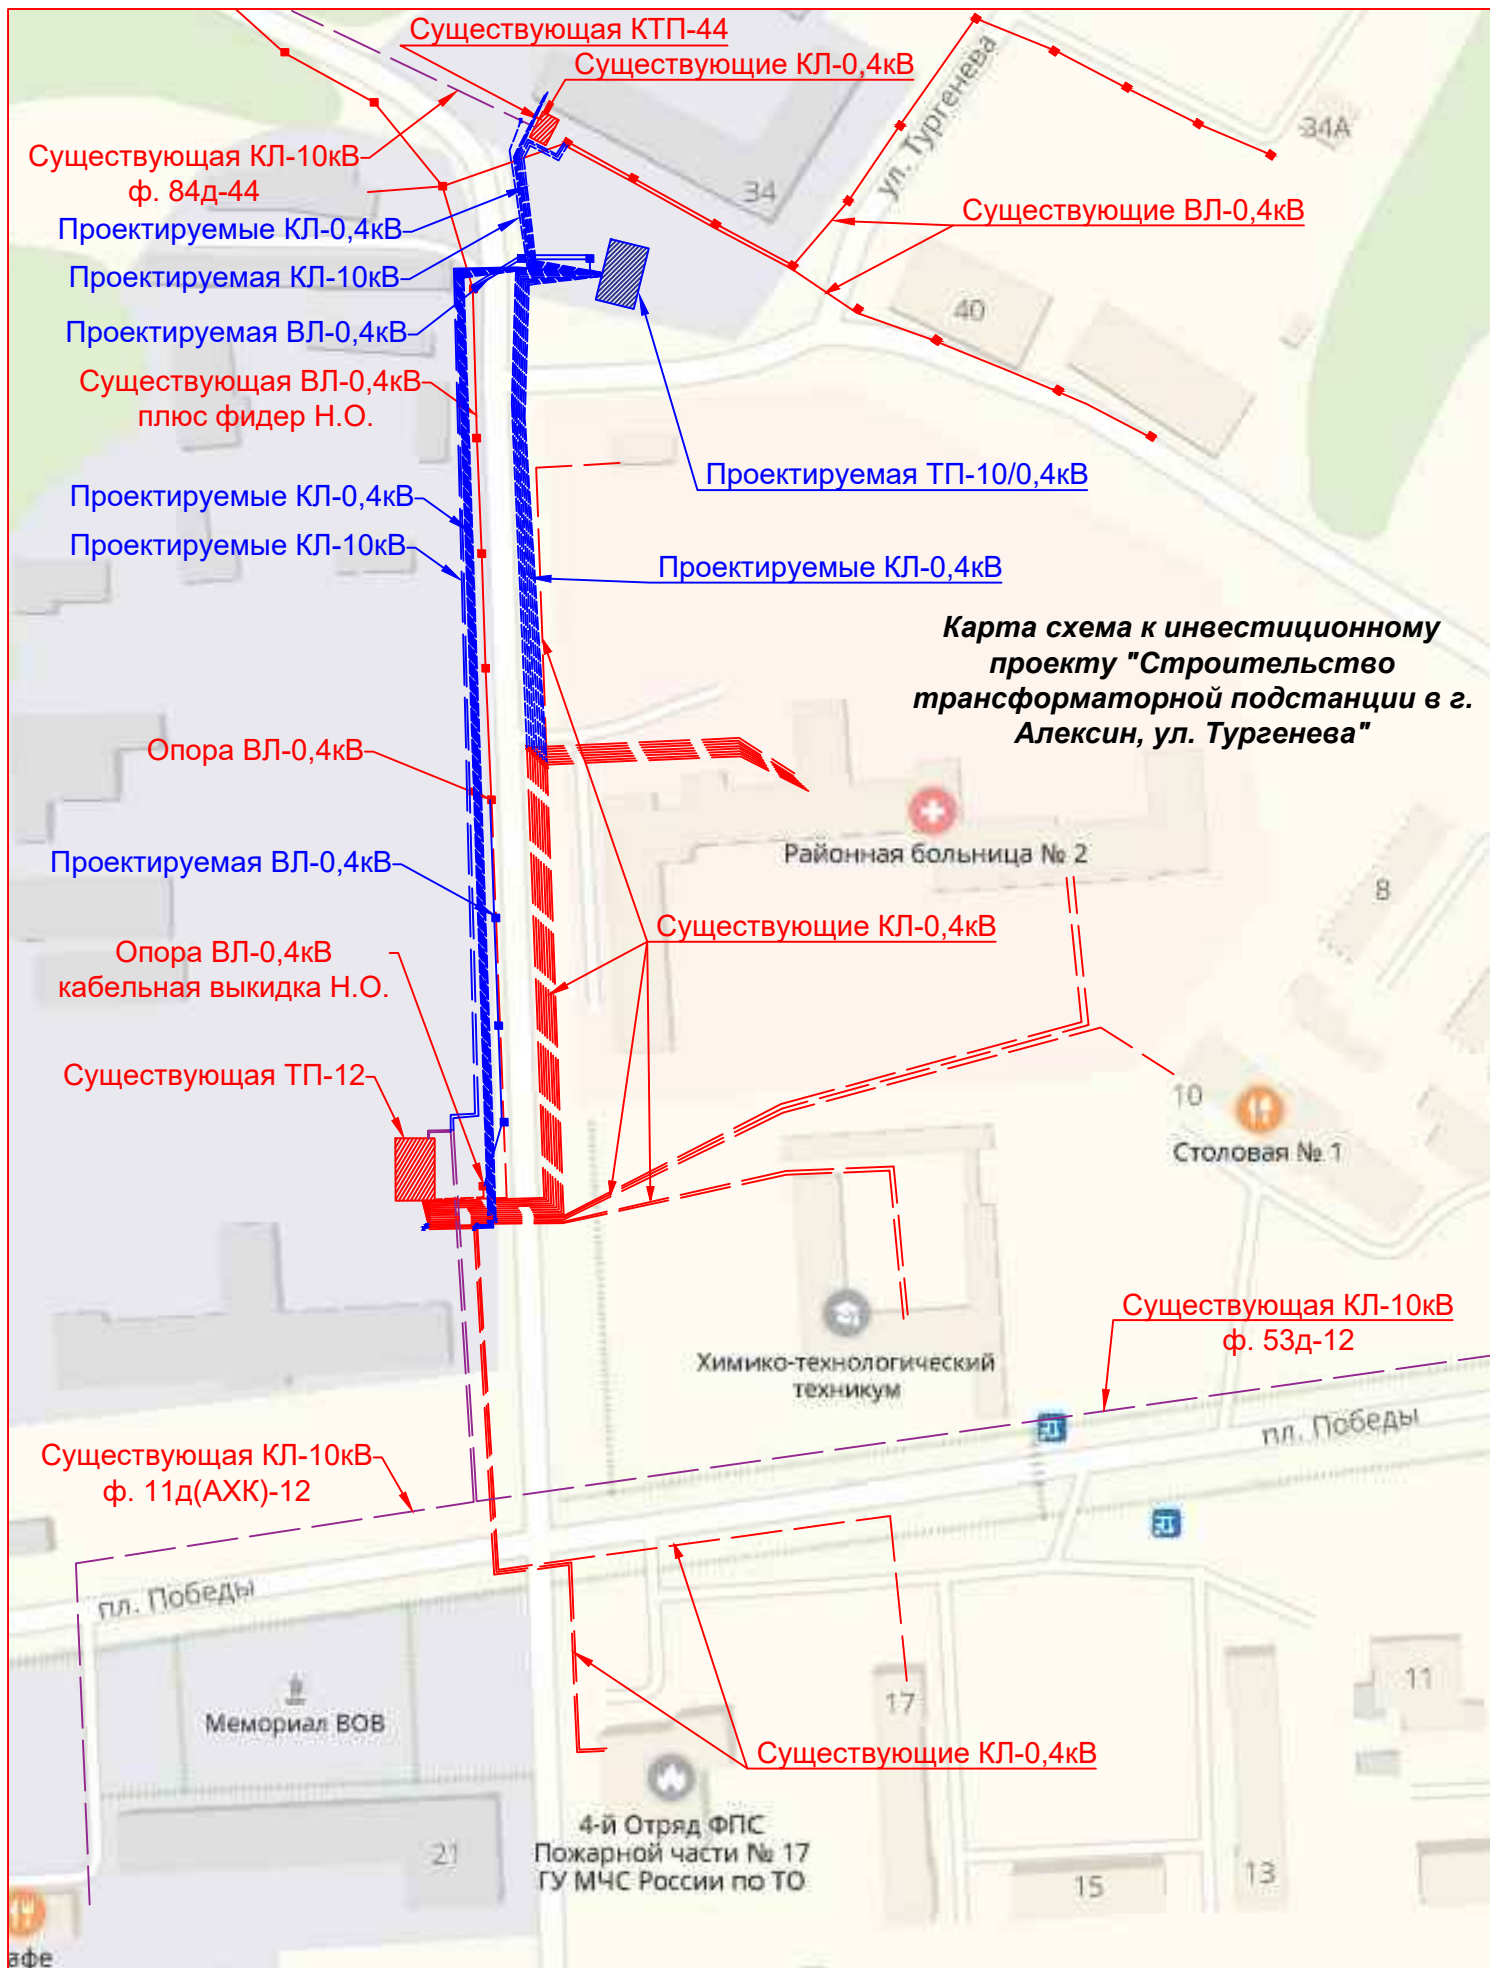 Существующая КТП-44
Существующие КЛ-0,4кВ
ул. Тургенева
34А
Существующая КЛ-10кВ
ф. 84д-44
34
Проектируемые КЛ-0,4кВ
Существующие ВЛ-0,4кВ
Проектируемая КЛ-10кВ
40
Проектируемая ВЛ-0,4кВ
Существующая ВЛ-0,4кВ
плюс фидер Н.О.
Проектируемая ТП-10/0,4кВ
Проектируемые КЛ-0,4кВ
Проектируемые КЛ-10кВ
Проектируемые КЛ-0,4кВ
Карта схема к инвестиционному
проекту "Строительство
трансформаторной подстанции в г.
Алексин, ул. Тургенева"
Опора ВЛ-0,4кВ
Районная больница № 2
Проектируемая ВЛ-0,4кВ
8
Существующие КЛ-0,4кВ
Опора ВЛ-0,4кВ
кабельная выкидка Н.О.
Существующая ТП-12
10
Столовая № 1
Существующая КЛ-10кВ
ф. 53д-12
Химико-технологический
техникум
пл. Победы
Существующая КЛ-10кВ
ф. 11д(АХК)-12
пл. Победы
17
11
Мемориал ВОВ
Существующие КЛ-0,4кВ
4-й Отряд ФПС
Пожарной части № 17
ГУ МЧС России по ТО
21
15
13
афе